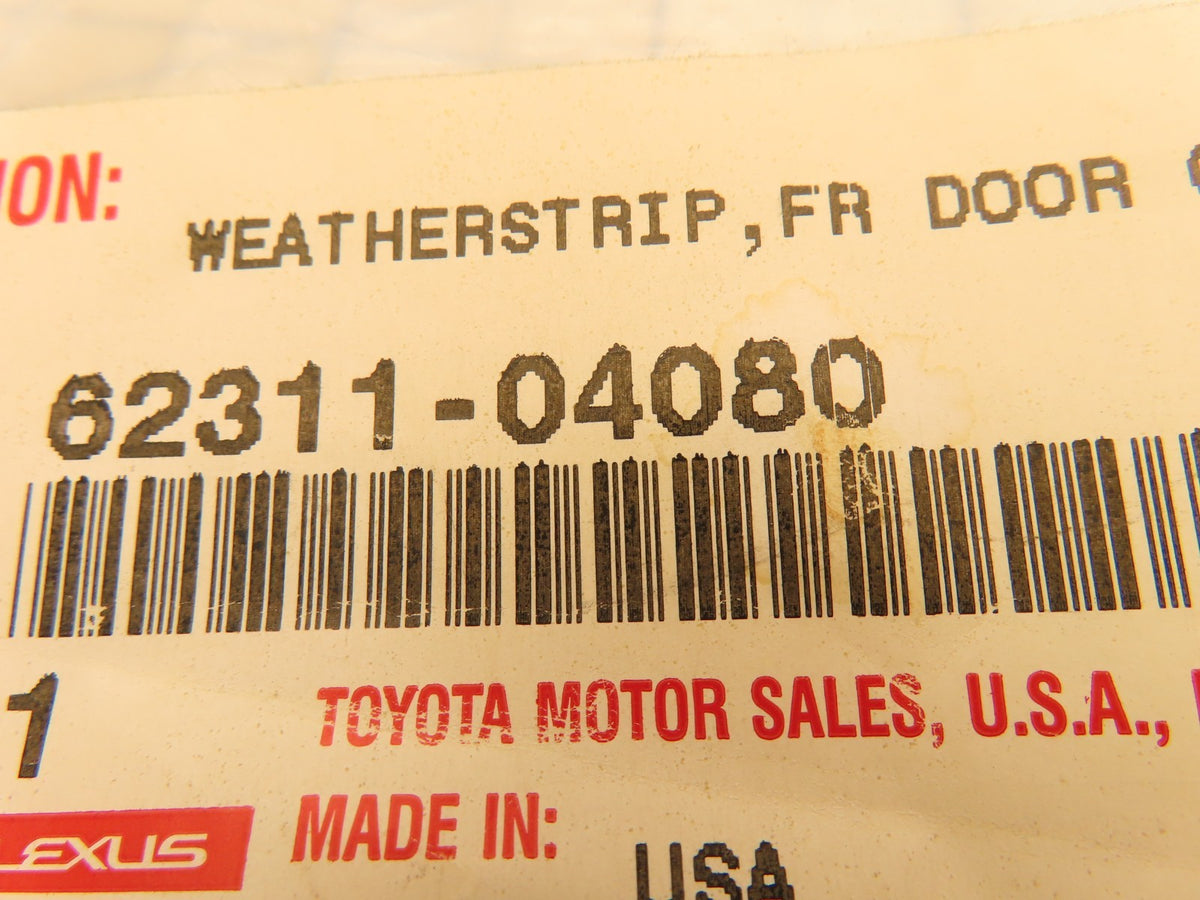 ION: WEATHERSTRIP,FR DOOR
62311-04080
1 TOYOTA MOTOR SALES, U.S.A.,
LEXUS MADE IN: USA